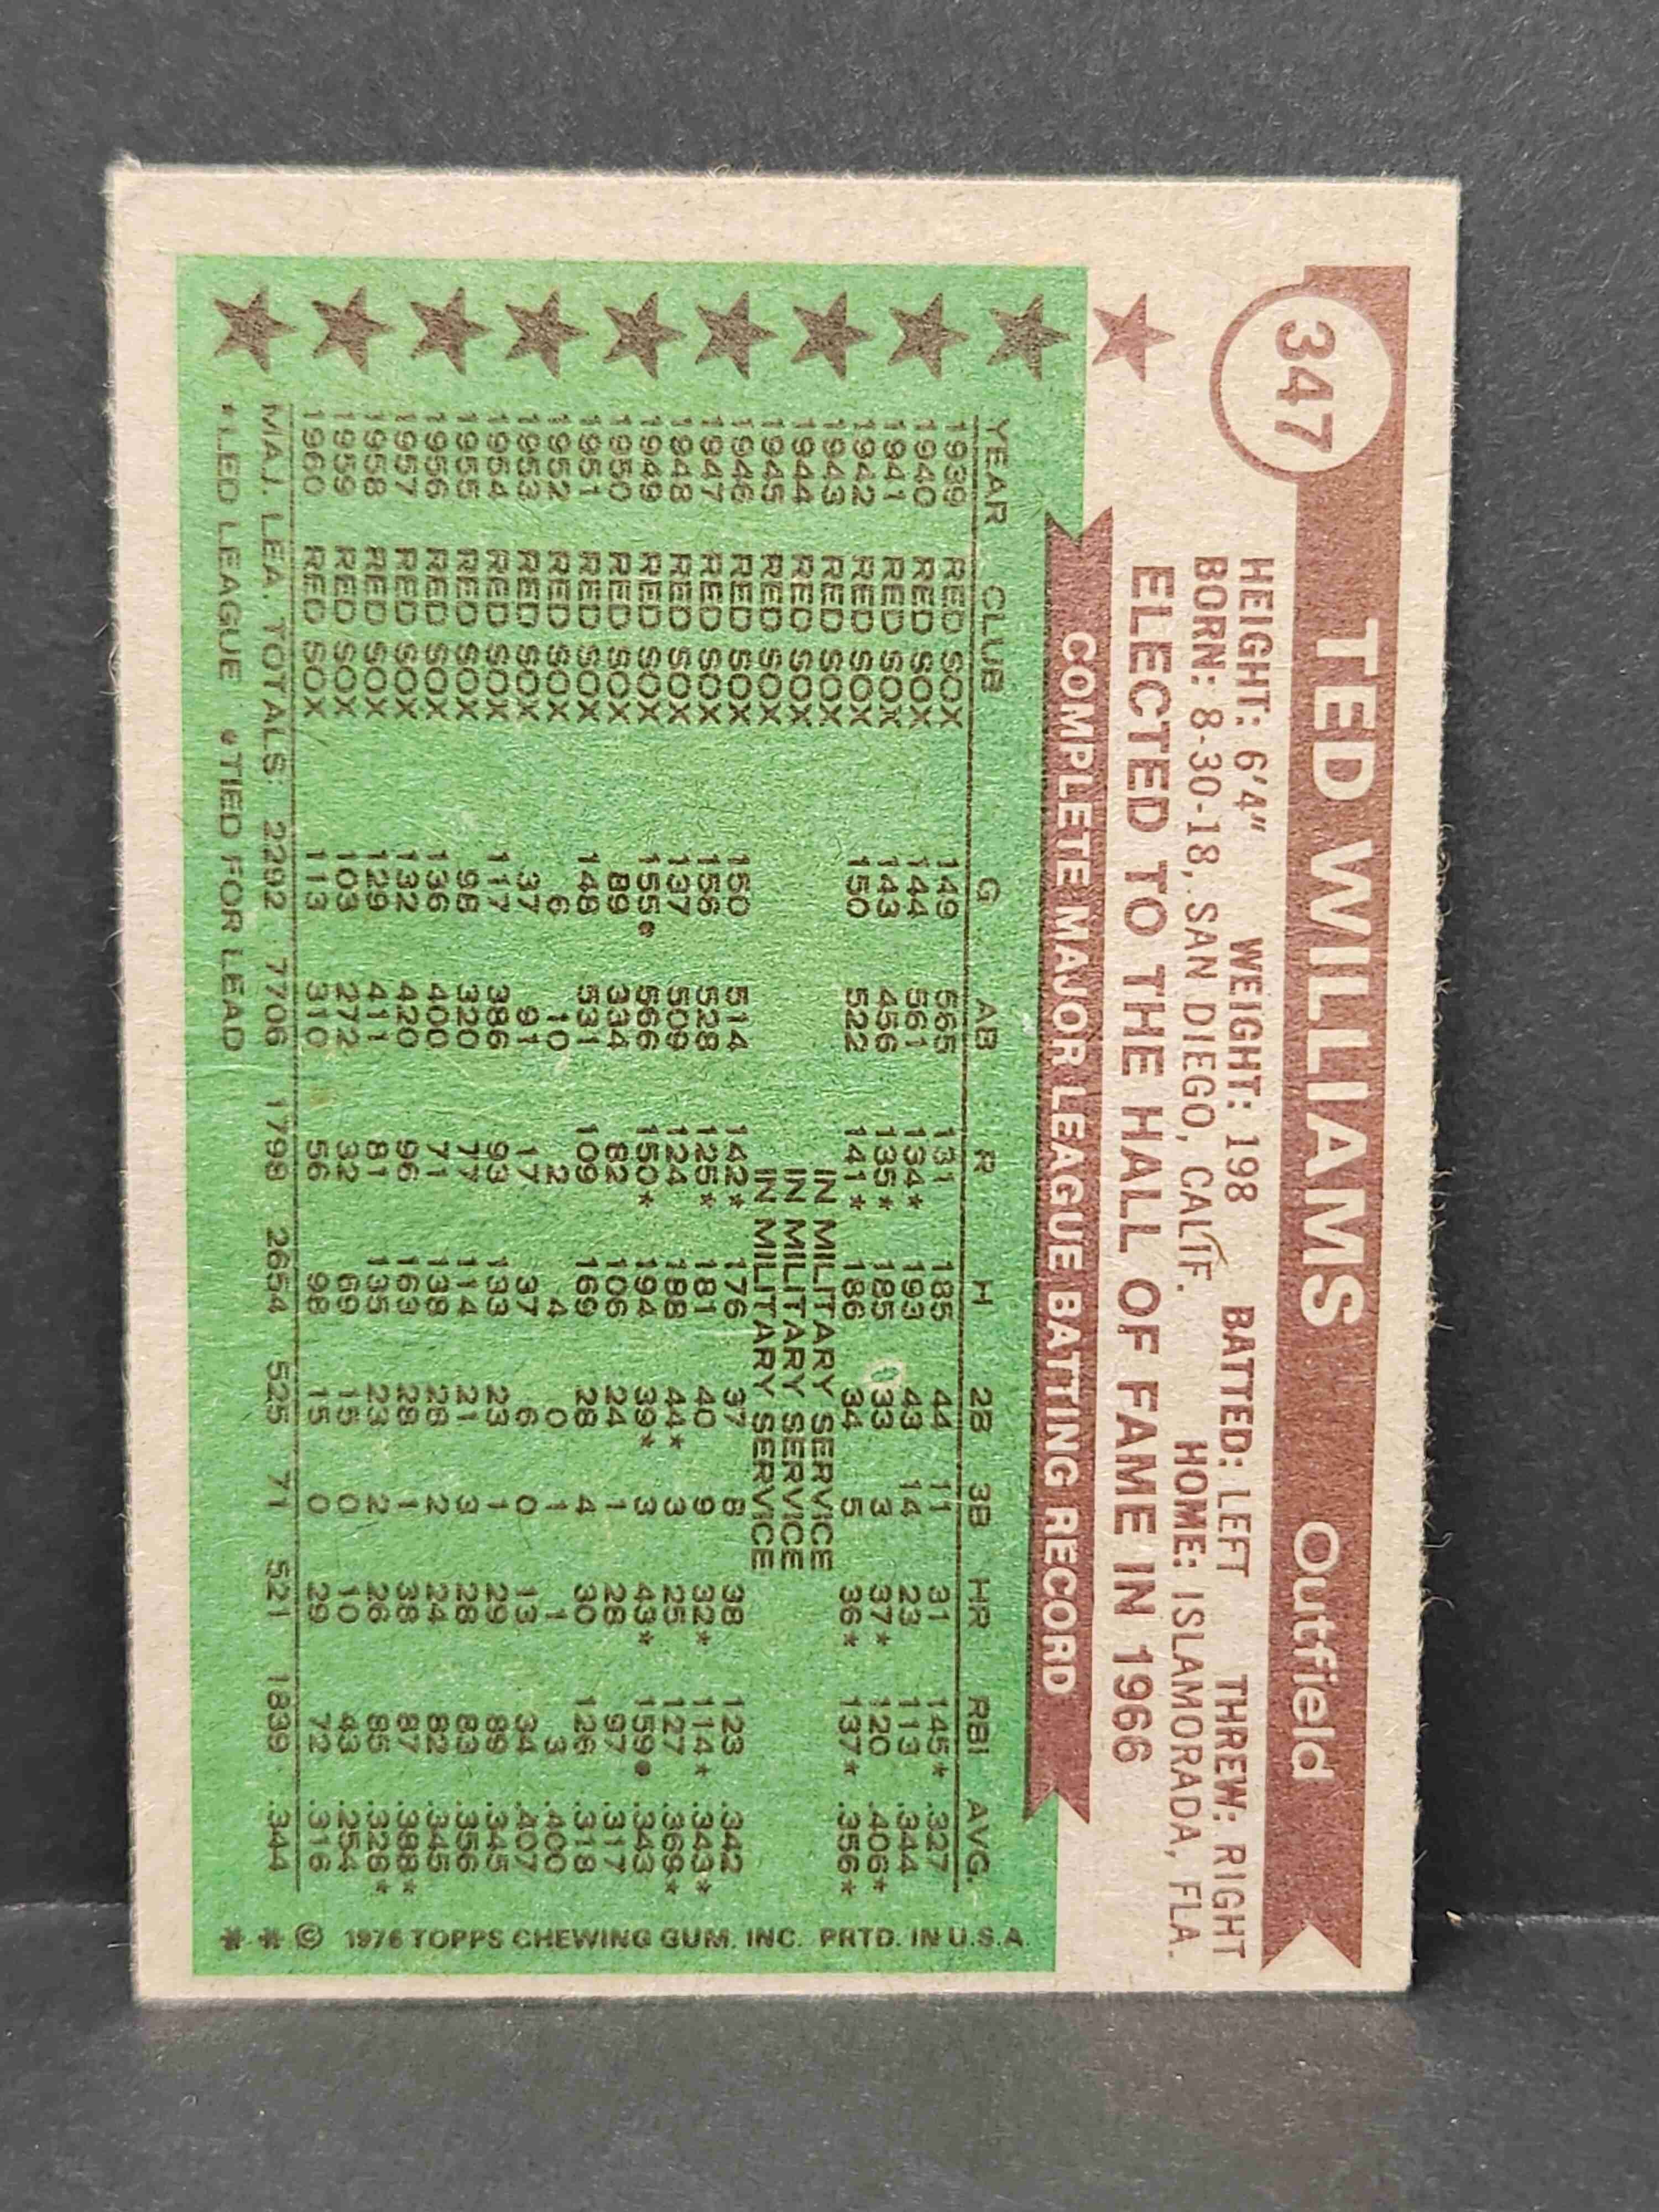 347
TED WILLIAMS Outfield
HEIGHT: 6'4" WEIGHT: 198 BATTED: LEFT THREW: RIGHT
BORN: 8-30-18, SAN DIEGO, CALIF. HOME: ISLAMORADA, FLA.
ELECTED TO THE HALL OF FAME IN 1966
COMPLETE MAJOR LEAGUE BATTING RECORD
YEAR CLUB G AB R H 2B 3B HR RBI AVG.
1939 RED SOX 149 565 131 185 44 11 31 145* .327
1940 RED SOX 144 561 134* 193 43 14 23 113 .344
1941 RED SOX 143 456 135* 185 33 3 37* 120 .406*
1942 RED SOX 150 522 141* 186 34 5 36* 137* .356*
1943 RED SOX IN MILITARY SERVICE
1944 RED SOX IN MILITARY SERVICE
1945 RED SOX IN MILITARY SERVICE
1946 RED SOX 150 514 142* 176 37 8 38 123 .342
1947 RED SOX 156 528 125* 181 40 9 32* 114* .343*
1948 RED SOX 137 509 124 188 44* 3 25 127 .369*
1949 RED SOX 155● 566 150* 194 39* 3 43* 159● .343
1950 RED SOX 89 334 82 106 24 1 28 97 .317
1951 RED SOX 148 531 109 169 28 4 30 126 .318
1952 RED SOX 6 10 2 4 0 1 1 3 .400
1953 RED SOX 37 91 17 37 6 0 13 34 .407
1954 RED SOX 117 386 93 133 23 1 29 89 .345
1955 RED SOX 98 320 77 114 21 3 28 83 .356
1956 RED SOX 136 400 71 138 28 2 24 82 .345
1957 RED SOX 132 420 96 163 28 1 38 87 .388*
1958 RED SOX 129 411 81 135 23 2 26 85 .328*
1959 RED SOX 103 272 32 69 15 0 10 43 .254
1960 RED SOX 113 310 56 98 15 0 29 72 .316
MAJ. LEA. TOTALS 2292 7706 1798 2654 525 71 521 1839 .344
*LED LEAGUE ●TIED FOR LEAD
** © 1976 TOPPS CHEWING GUM, INC. PRTD. IN U.S.A.